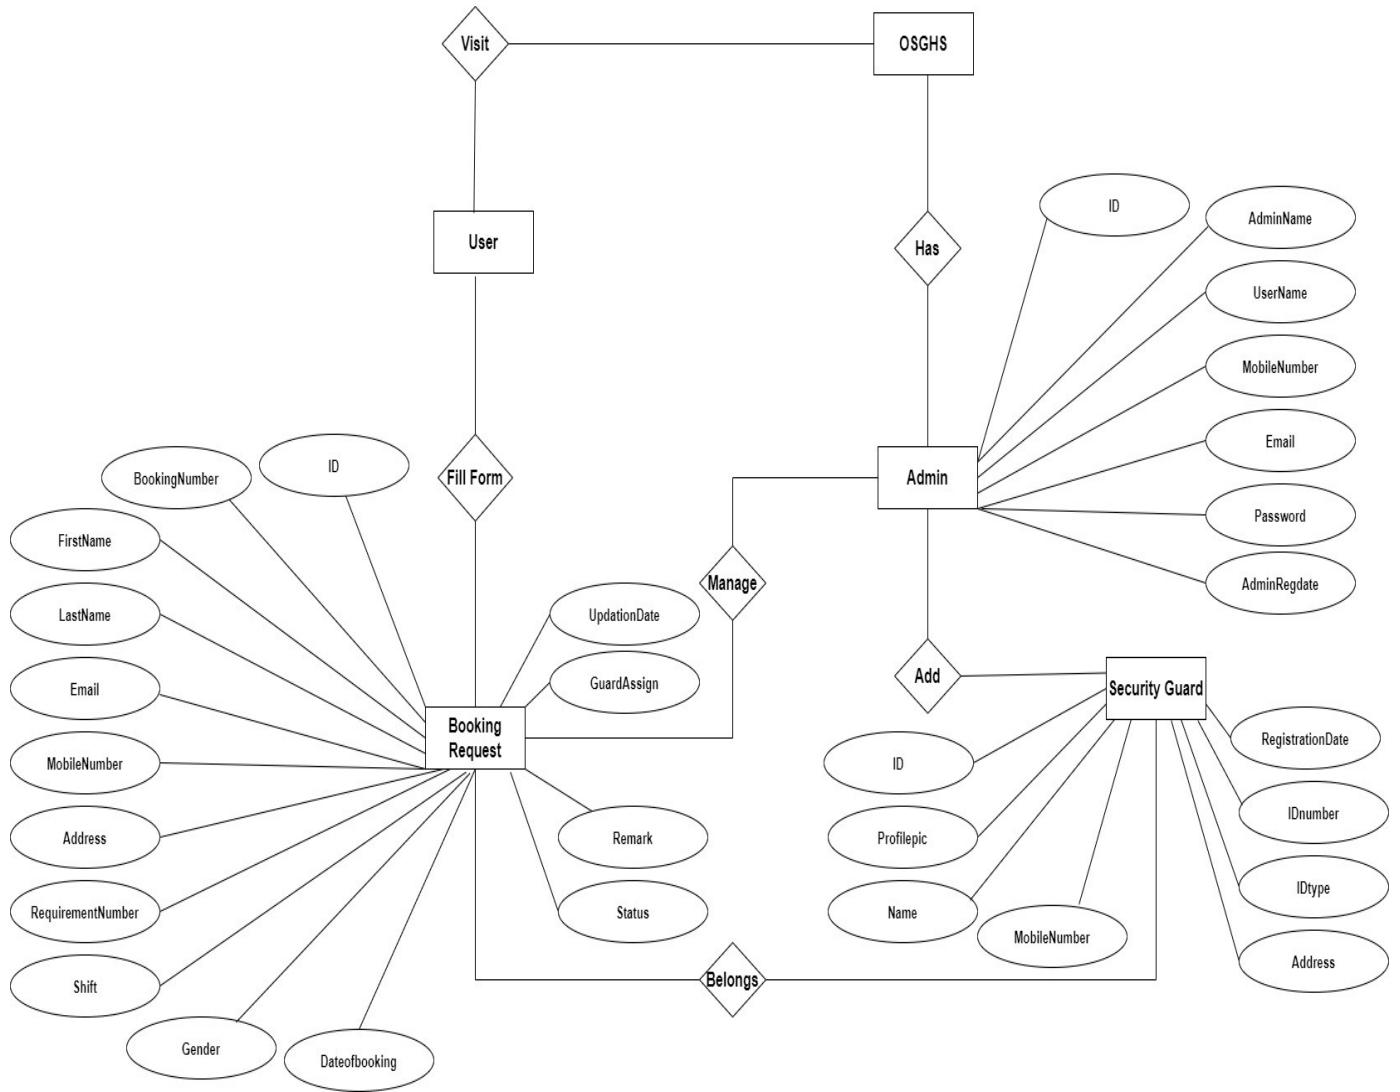 Visit
OSGHS
ID
AdminName
User
Has
UserName
MobileNumber
Email
ID
BookingNumber
Fill Form
Admin
Password
FirstName
Manage
AdminRegdate
LastName
UpdationDate
Add
Security Guard
Email
GuardAssign
Booking
Request
RegistrationDate
MobileNumber
ID
IDnumber
Address
Remark
Profilepic
IDtype
RequirementNumber
Status
Name
MobileNumber
Address
Shift
Belongs
Gender
Dateofbooking